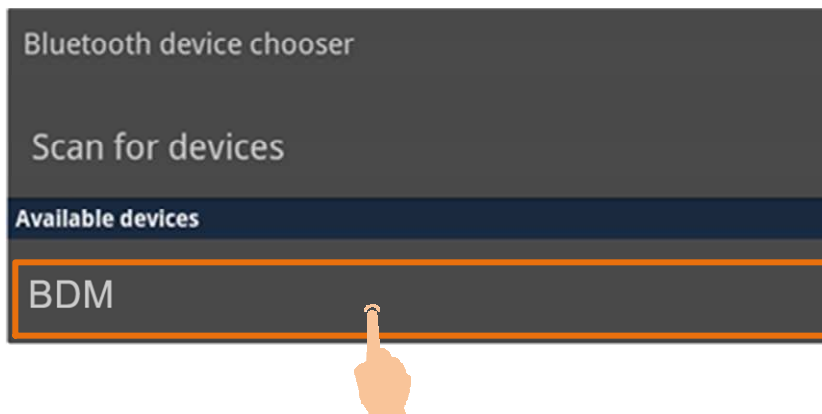 Bluetooth device chooser
Scan for devices
Available devices
BDM